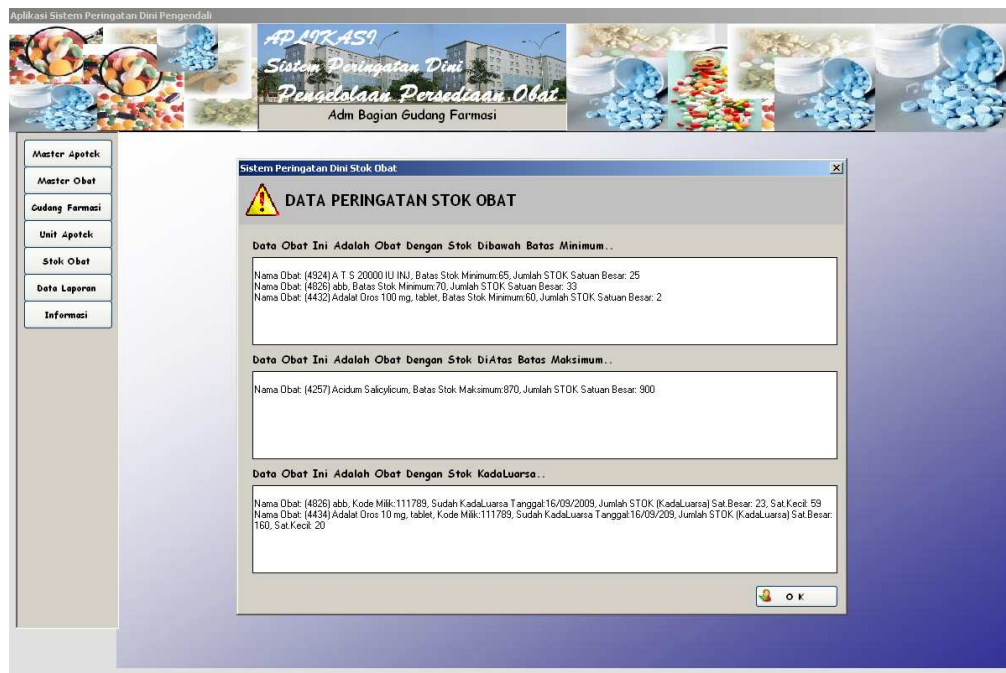 Aplikasi Sistem Peringatan Dini Pengendali
APLIKASI
Sistem Peringatan Dini
Pengelolaan Persediaan Obat
Adm Bagian Gudang Farmasi
Master Apotek
Master Obat
Gudang Farmasi
Unit Apotek
Stok Obat
Data Laporan
Informasi
Sistem Peringatan Dini Stok Obat
DATA PERINGATAN STOK OBAT
Data Obat Ini Adalah Obat Dengan Stok Dibawah Batas Minimum..
Nama Obat: (4924) A T S 20000 IU INJ, Batas Stok Minimum:65, Jumlah STOK Satuan Besar: 25
Nama Obat: (4826) abb, Batas Stok Minimum:70, Jumlah STOK Satuan Besar: 33
Nama Obat: (4432) Adalat Oros 100 mg, tablet, Batas Stok Minimum:60, Jumlah STOK Satuan Besar: 2
Data Obat Ini Adalah Obat Dengan Stok DiAtas Batas Maksimum..
Nama Obat: (4257) Acidum Salicylicum, Batas Stok Maksimum:870, Jumlah STOK Satuan Besar: 900
Data Obat Ini Adalah Obat Dengan Stok KadaLuarsa..
Nama Obat: (4826) abb, Kode Milik:111789, Sudah KadaLuarsa Tanggal:16/09/2009, Jumlah STOK (KadaLuarsa) Sat.Besar: 23, Sat.Kecil: 59
Nama Obat: (4434) Adalat Oros 10 mg, tablet, Kode Milik:111789, Sudah KadaLuarsa Tanggal:16/09/209, Jumlah STOK (KadaLuarsa) Sat.Besar:
160, Sat.Kecil: 20
O K